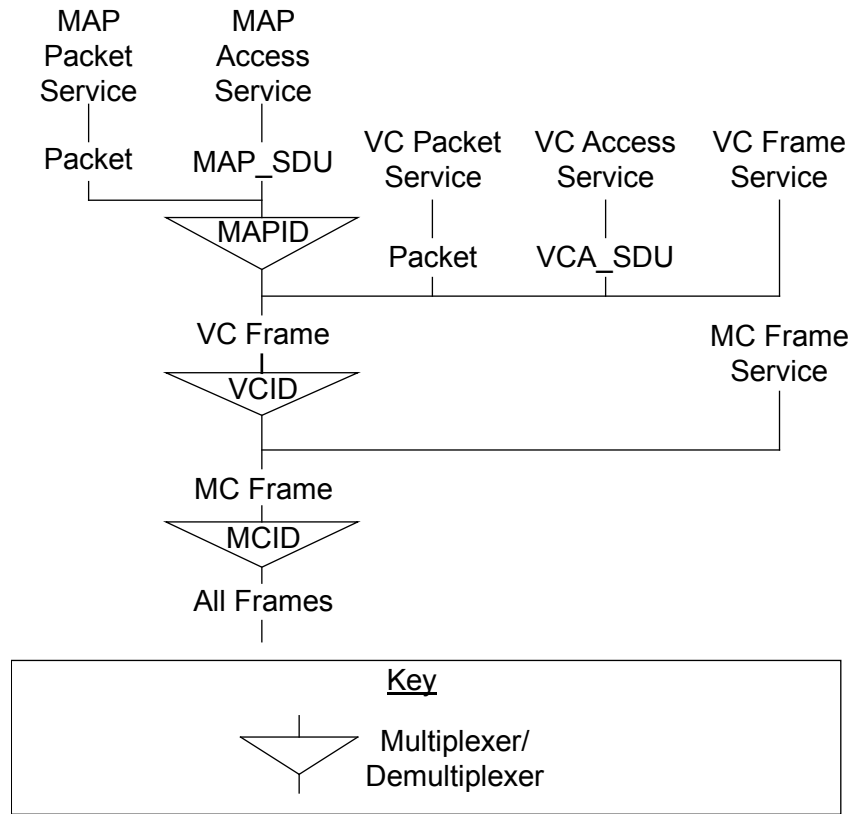 MAP
Packet
Service
MAP
Access
Service
Packet
MAP_SDU
VC Packet
Service
VC Access
Service
VC Frame
Service
MAPID
Packet
VCA_SDU
VC Frame
MC Frame
Service
VCID
MC Frame
MCID
All Frames
Key
Multiplexer/
Demultiplexer